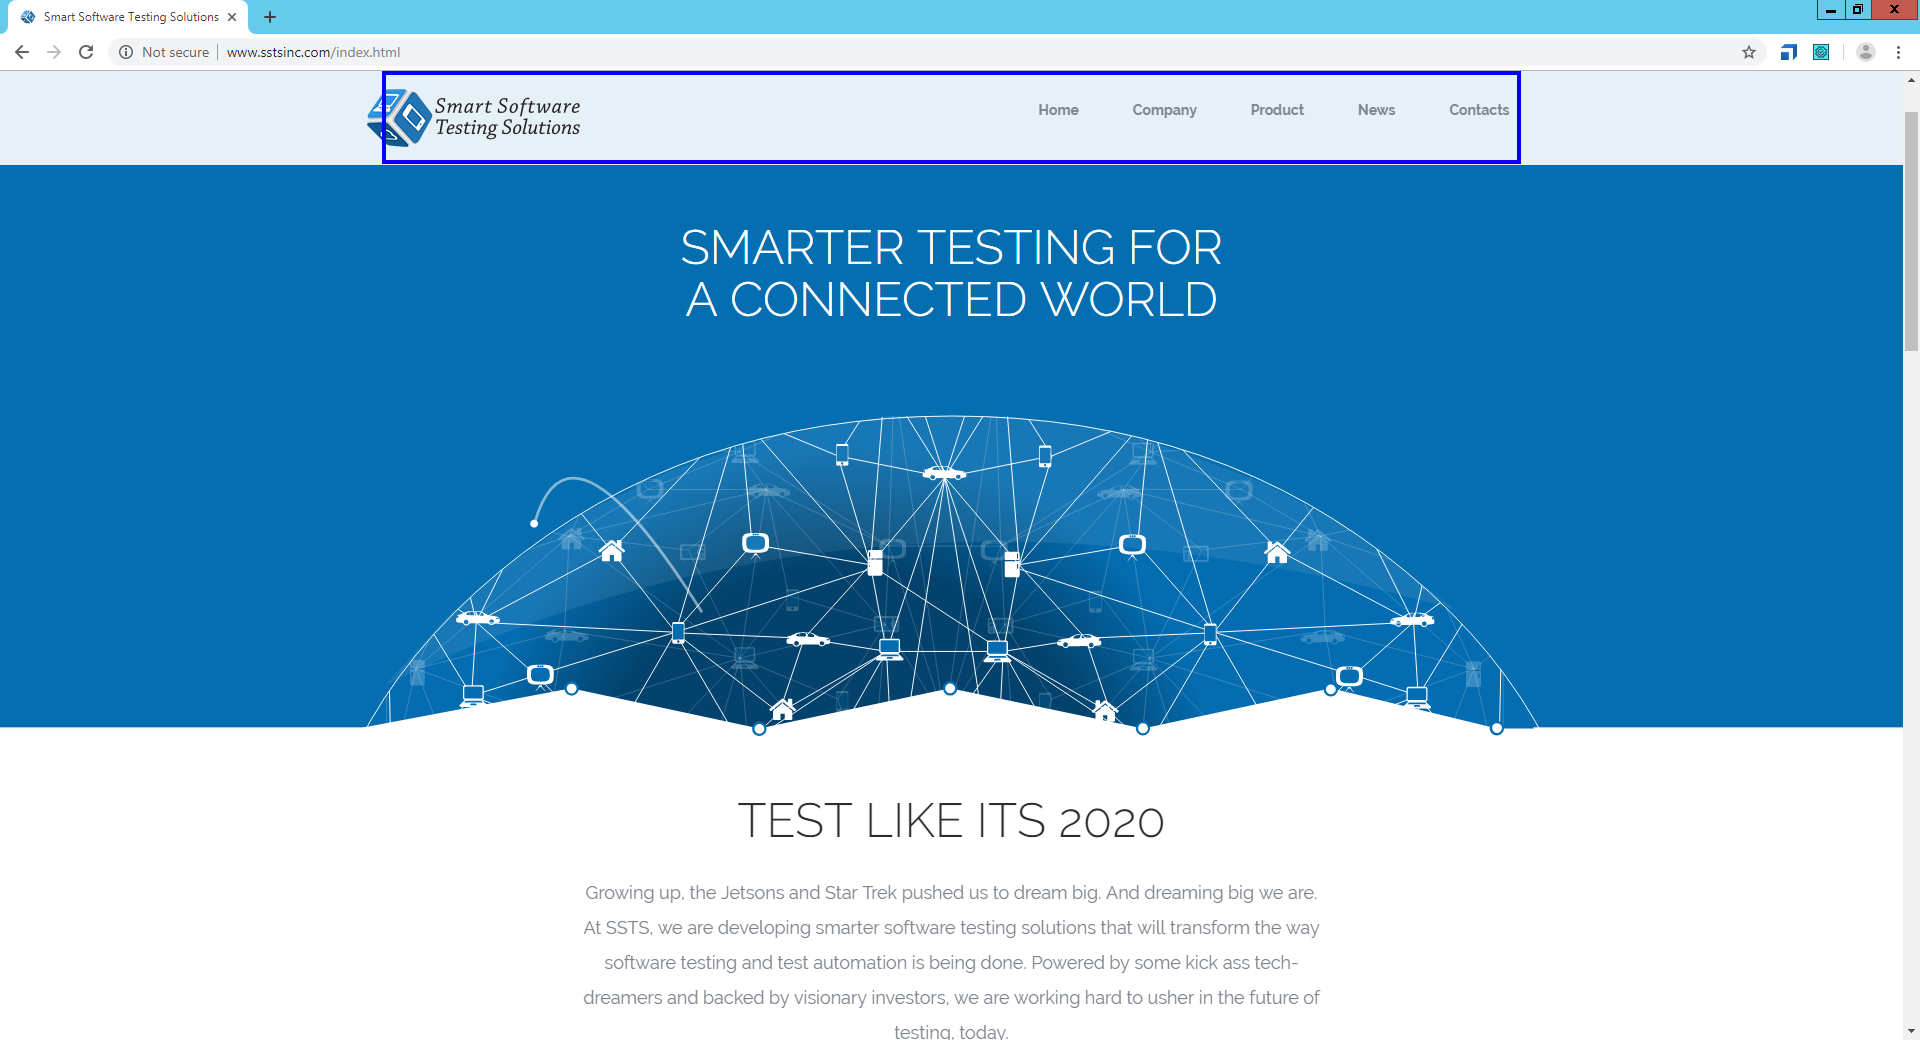 Smart Software Testing Solutions
Not secure
www.sstsinc.com/index.html
Smart Software
Testing Solutions
Home Company Product News Contacts
SMARTER TESTING FOR
A CONNECTED WORLD
TEST LIKE ITS 2020
Growing up, the Jetsons and Star Trek pushed us to dream big. And dreaming big we are.
At SSTS, we are developing smarter software testing solutions that will transform the way
software testing and test automation is being done. Powered by some kick ass tech-
dreamers and backed by visionary investors, we are working hard to usher in the future of
testing, today.